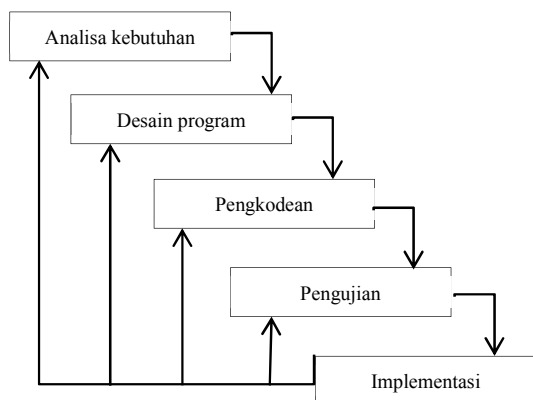 Analisa kebutuhan
Desain program
Pengkodean
Pengujian
Implementasi